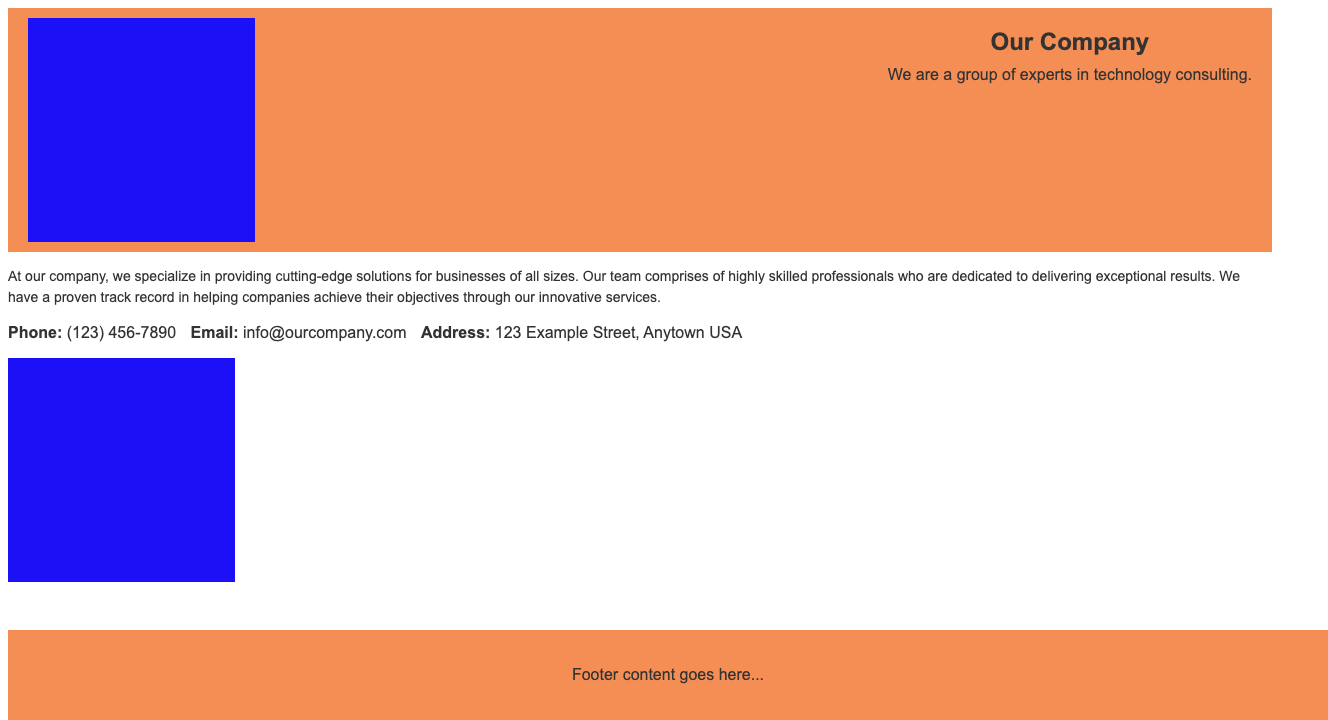 Our Company
We are a group of experts in technology consulting.
At our company, we specialize in providing cutting-edge solutions for businesses of all sizes. Our team comprises of highly skilled professionals who are dedicated to delivering exceptional results. We
have a proven track record in helping companies achieve their objectives through our innovative services.
Phone: (123) 456-7890 Email: info@ourcompany.com Address: 123 Example Street, Anytown USA
Footer content goes here...